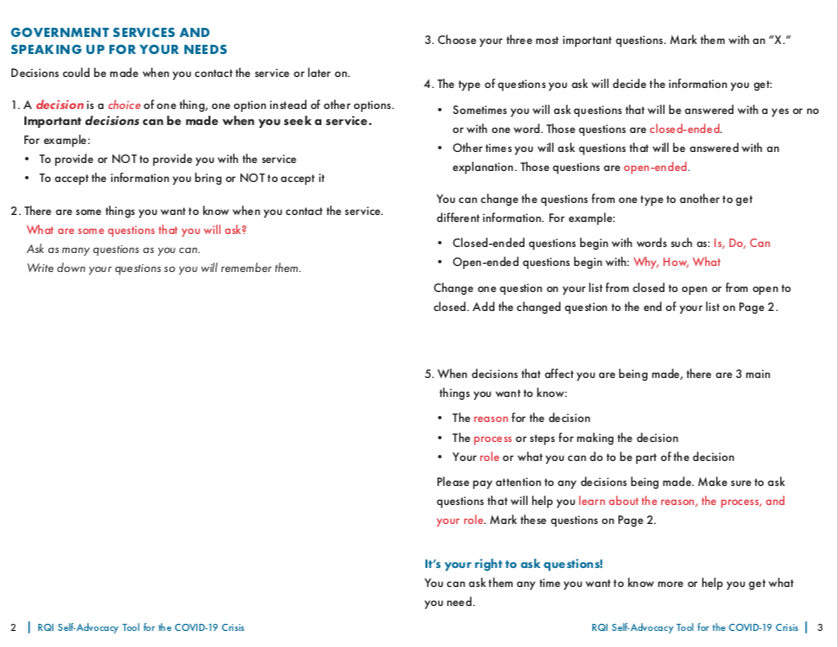 GOVERNMENT SERVICES AND
SPEAKING UP FOR YOUR NEEDS
Decisions could be made when you contact the service or later on.
1. A decision is a choice of one thing, one option instead of other options.
Important decisions can be made when you seek a service.
For example:
• To provide or NOT to provide you with the service
• To accept the information you bring or NOT to accept it
2. There are some things you want to know when you contact the service.
What are some questions that you will ask?
Ask as many questions as you can.
Write down your questions so you will remember them.
2 | RQI Self-Advocacy Tool for the COVID-19 Crisis
3. Choose your three most important questions. Mark them with an "X."
4. The type of questions you ask will decide the information you get:
• Sometimes you will ask questions that will be answered with a yes or no
or with one word. Those questions are closed-ended.
• Other times you will ask questions that will be answered with an
explanation. Those questions are open-ended.
You can change the questions from one type to another to get
different information. For example:
• Closed-ended questions begin with words such as: Is, Do, Can
• Open-ended questions begin with: Why, How, What
Change one question on your list from closed to open or from open to
closed. Add the changed question to the end of your list on Page 2.
5. When decisions that affect you are being made, there are 3 main
things you want to know:
• The reason for the decision
• The process or steps for making the decision
• Your role or what you can do to be part of the decision
Please pay attention to any decisions being made. Make sure to ask
questions that will help you learn about the reason, the process, and
your role. Mark these questions on Page 2.
It's your right to ask questions!
You can ask them any time you want to know more or help you get what
you need.
RQI Self-Advocacy Tool for the COVID-19 Crisis | 3